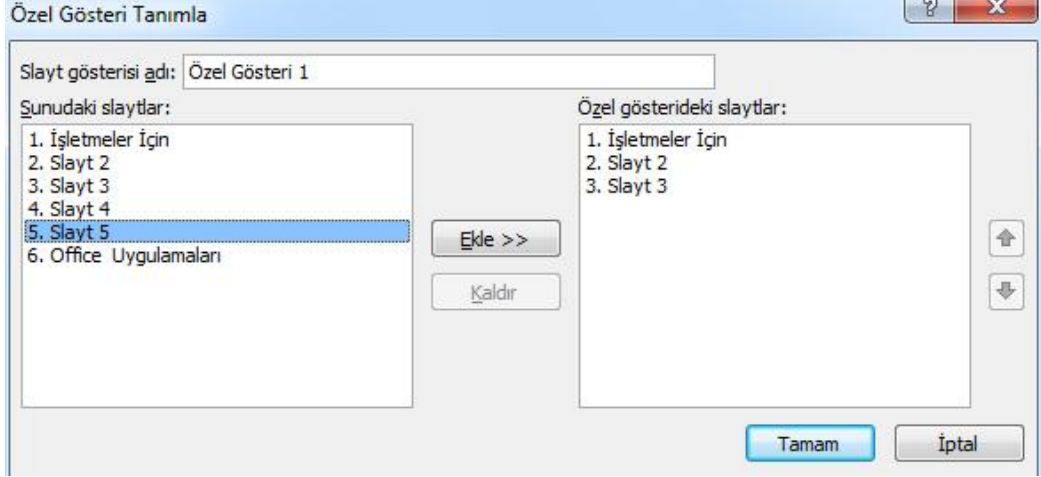 Özel Gösteri Tanımla
Slayt gösterisi adı: Özel Gösteri 1
Sunudaki slaytlar:
1. İşletmeler İçin
2. Slayt 2
3. Slayt 3
4. Slayt 4
5. Slayt 5
6. Office Uygulamaları
Ekle >>
Kaldır
Özel gösterideki slaytlar:
1. İşletmeler İçin
2. Slayt 2
3. Slayt 3
Tamam
İptal